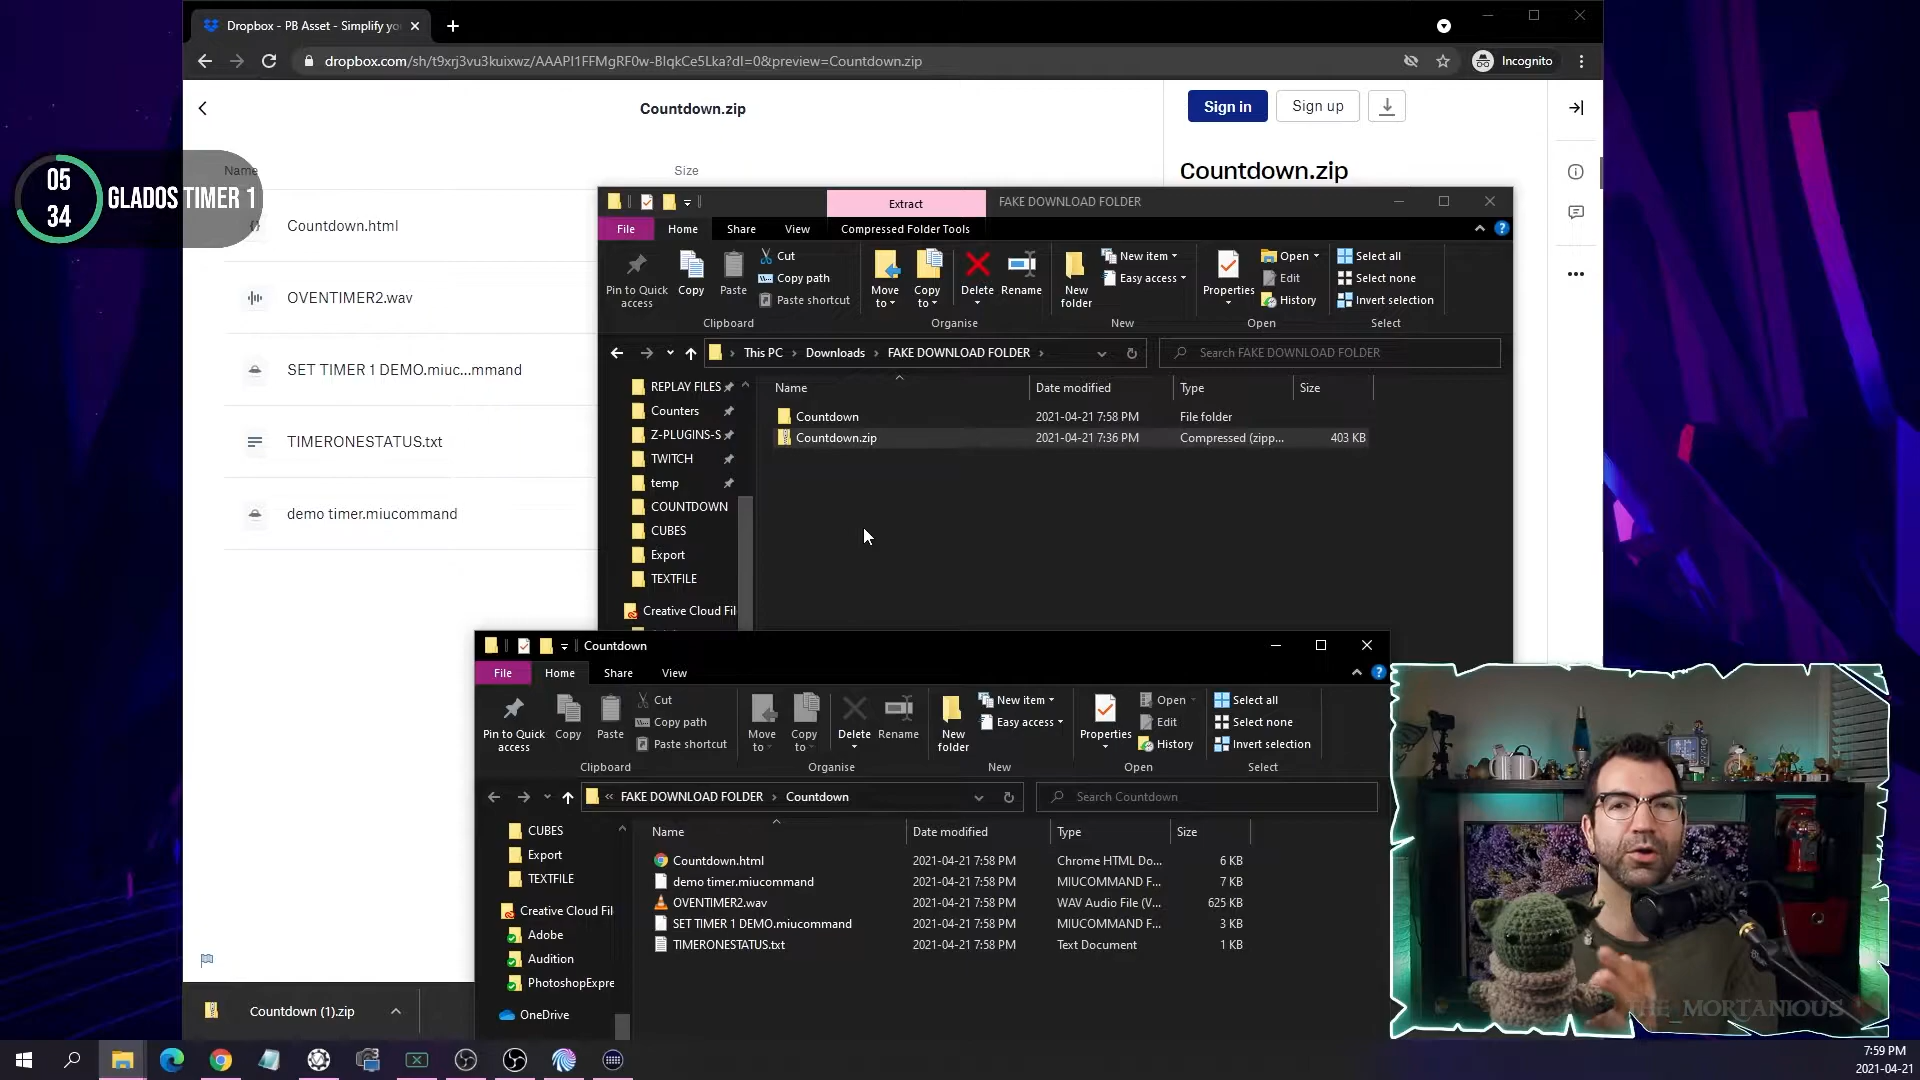 Dropbox - PB Asset - Simplify yo
dropbox.com/sh/t9xrj3vu3kuixwz/AAAPI1FFMgRF0w-BIqkCe5Lka?dl=0&preview=Countdown.zip
Incognito
Countdown.zip
Sign in
Sign up
Name
Size
Countdown.zip
05
34
GLADOS TIMER 1
Countdown.html
OVENTIMER2.wav
SET TIMER 1 DEMO.miuc...mmand
TIMERONESTATUS.txt
demo timer.miucommand
Extract
FAKE DOWNLOAD FOLDER
File
Home
Share
View
Compressed Folder Tools
Pin to Quick access
Copy
Paste
Cut
Copy path
Paste shortcut
Move to
Copy to
Delete
Rename
New folder
New item
Easy access
Properties
Open
Edit
History
Select all
Select none
Invert selection
Clipboard
Organise
New
Open
Select
This PC
Downloads
FAKE DOWNLOAD FOLDER
Search FAKE DOWNLOAD FOLDER
REPLAY FILES
Counters
Z-PLUGINS-S
TWITCH
temp
COUNTDOWN
CUBES
Export
TEXTFILE
Creative Cloud Fil
Name Date modified Type Size
Countdown 2021-04-21 7:58 PM File folder
Countdown.zip 2021-04-21 7:36 PM Compressed (zipp... 403 KB
Countdown
File
Home
Share
View
Pin to Quick access
Copy
Paste
Cut
Copy path
Paste shortcut
Move to
Copy to
Delete
Rename
New folder
New item
Easy access
Properties
Open
Edit
History
Select all
Select none
Invert selection
Clipboard
Organise
New
Open
Select
« FAKE DOWNLOAD FOLDER
Countdown
Search Countdown
CUBES
Export
TEXTFILE
Creative Cloud Fil
Adobe
Audition
PhotoshopExpre
OneDrive
Name Date modified Type Size
Countdown.html 2021-04-21 7:58 PM Chrome HTML Do... 6 KB
demo timer.miucommand 2021-04-21 7:58 PM MIUCOMMAND F... 7 KB
OVENTIMER2.wav 2021-04-21 7:58 PM WAV Audio File (V... 625 KB
SET TIMER 1 DEMO.miucommand 2021-04-21 7:58 PM MIUCOMMAND F... 3 KB
TIMERONESTATUS.txt 2021-04-21 7:58 PM Text Document 1 KB
Countdown (1).zip
THE_MORTANIOUS
7:59 PM
2021-04-21